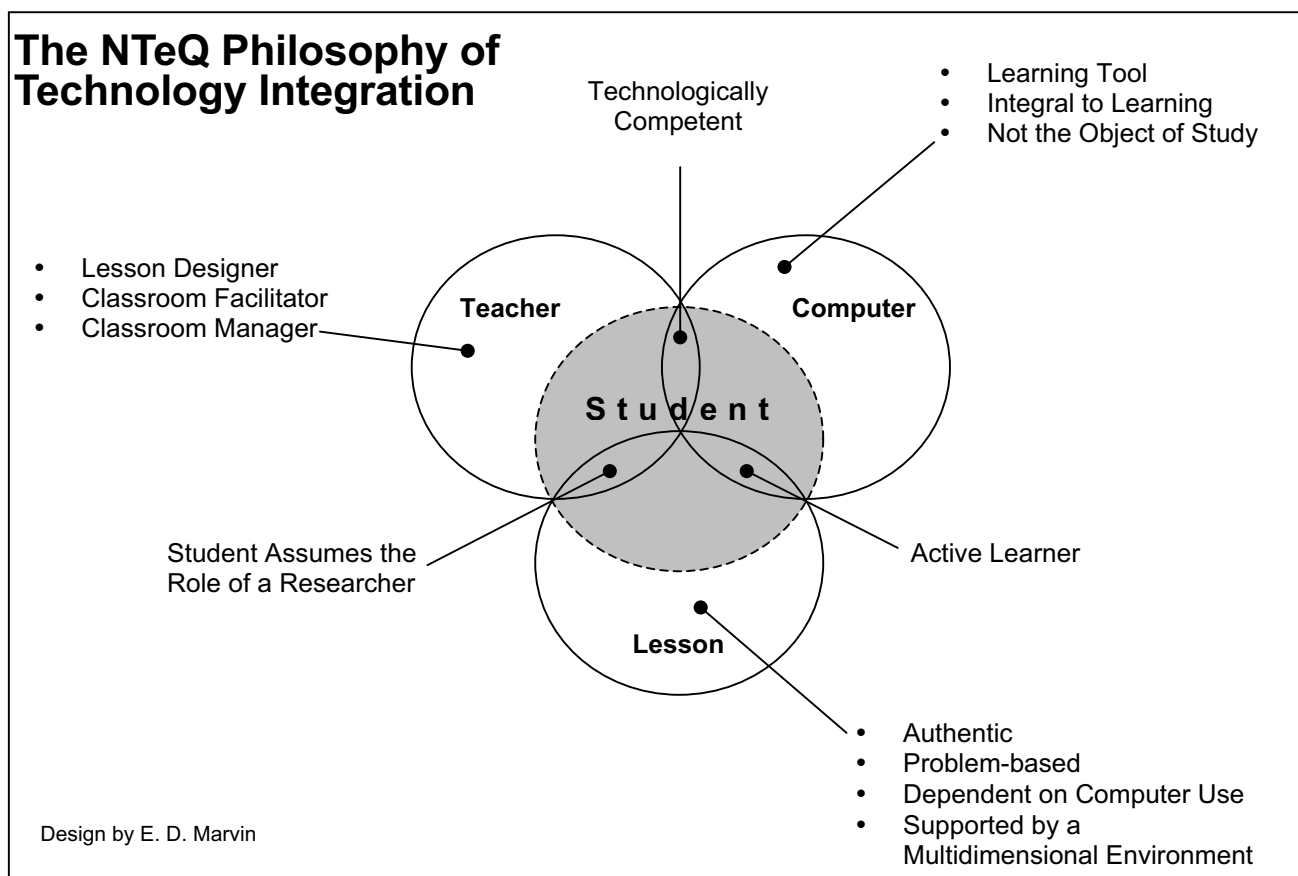 The NTeQ Philosophy of
Technology Integration
Technologically
Competent
• Learning Tool
• Integral to Learning
• Not the Object of Study
• Lesson Designer
• Classroom Facilitator
• Classroom Manager
Teacher
Computer
Student
Student Assumes the
Role of a Researcher
Active Learner
Lesson
• Authentic
• Problem-based
• Dependent on Computer Use
• Supported by a
Multidimensional Environment
Design by E. D. Marvin